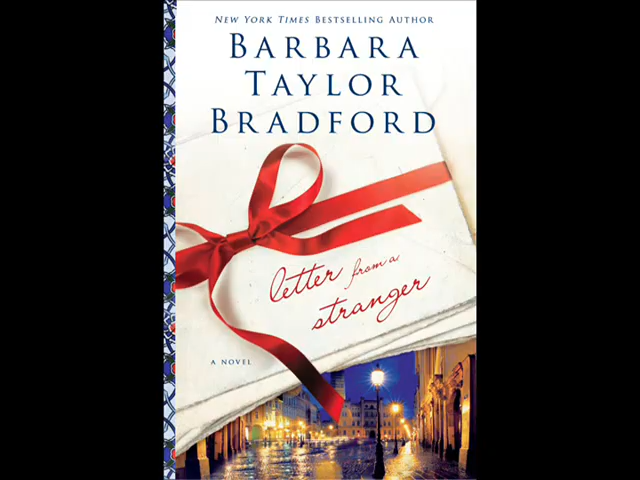 NEW YORK TIMES BESTSELLING AUTHOR
BARBARA
TAYLOR
BRADFORD
letter from a
stranger
A NOVEL